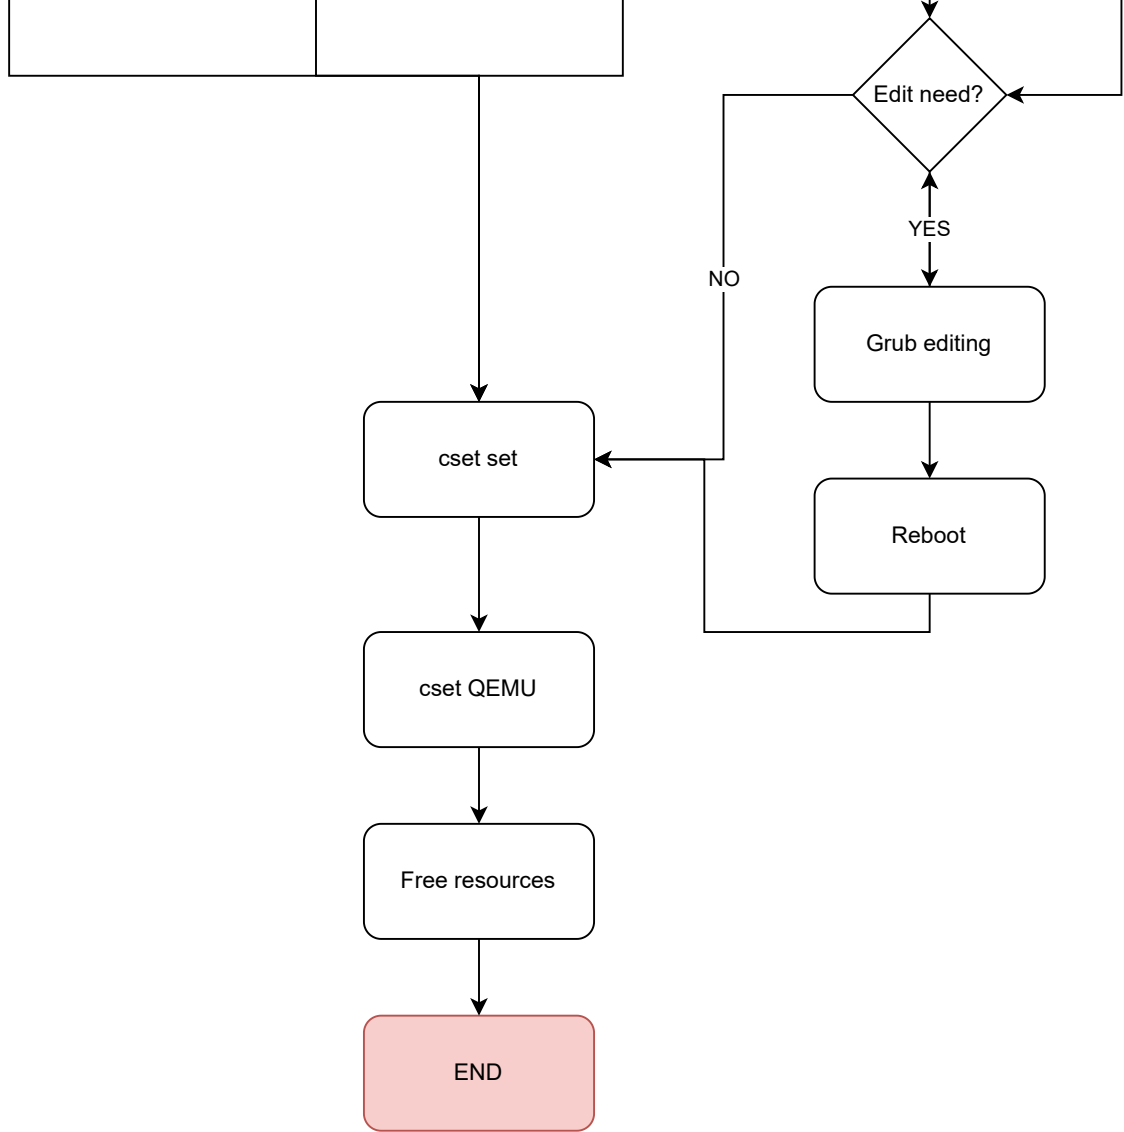 Edit need?
YES
NO
Grub editing
cset set
Reboot
cset QEMU
Free resources
END